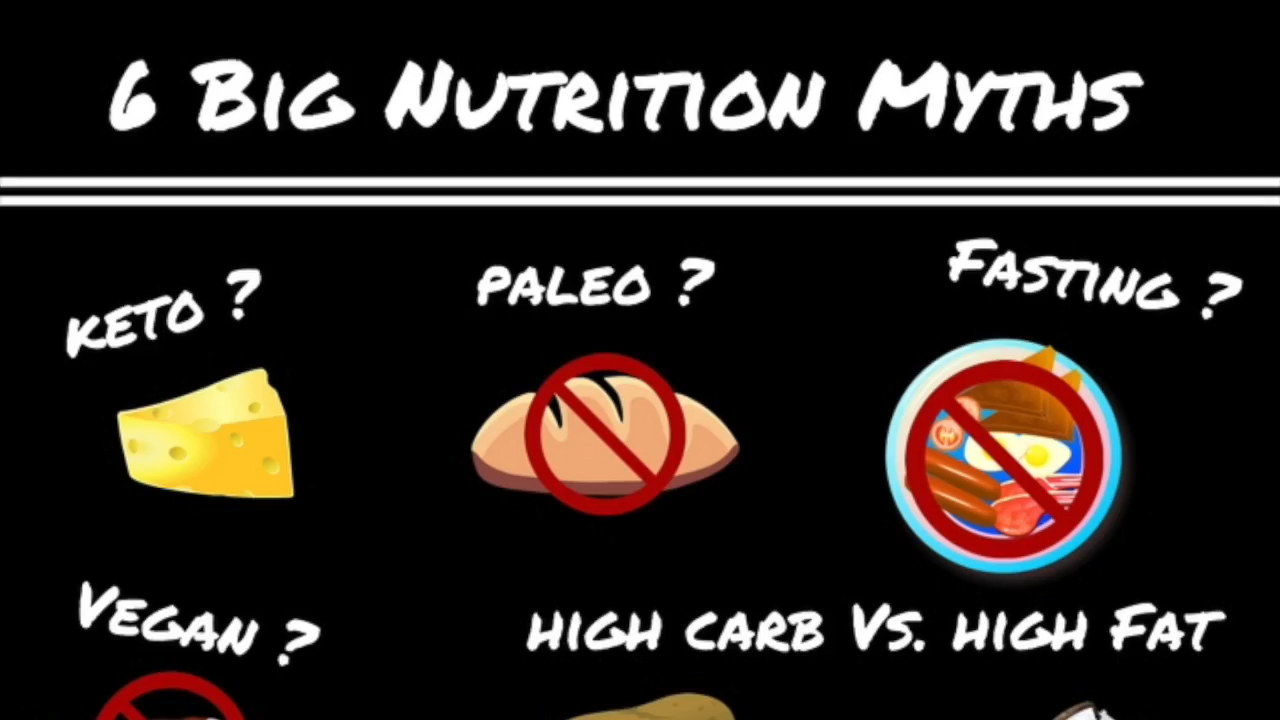 6 BIG NUTRITION MYTHS
KETO ?
PALEO ?
FASTING ?
VEGAN ?
HIGH CARB VS. HIGH FAT